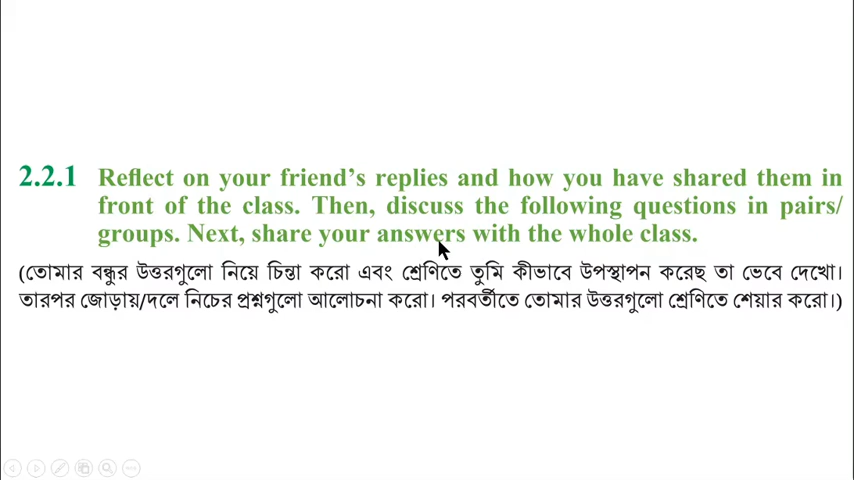 2.2.1 Reflect on your friend's replies and how you have shared them in
front of the class. Then, discuss the following questions in pairs/
groups. Next, share your answers with the whole class.
(তোমার বন্ধুর উত্তরগুলো নিয়ে চিন্তা করো এবং শ্রেণিতে তুমি কীভাবে উপস্থাপন করেছ তা ভেবে দেখো।
তারপর জোড়ায়/দলে নিচের প্রশ্নগুলো আলোচনা করো। পরবর্তীতে তোমার উত্তরগুলো শ্রেণিতে শেয়ার করো।)